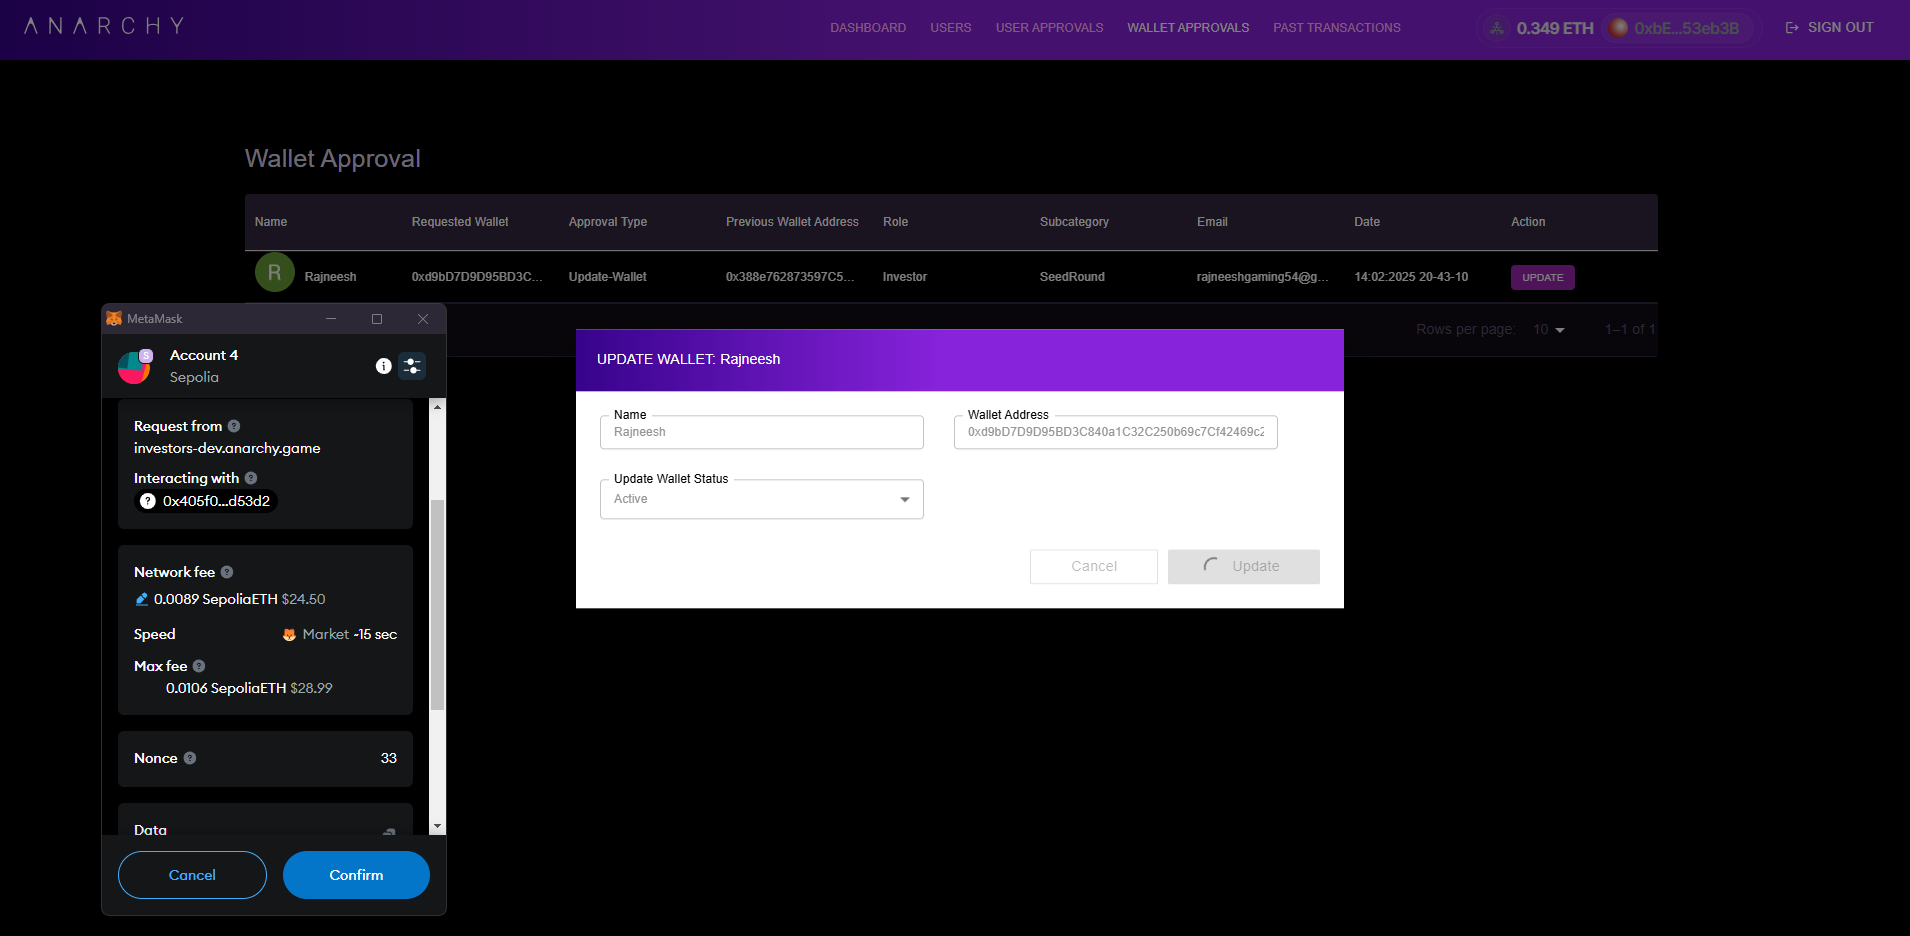 ANARCHY
DASHBOARD USERS USER APPROVALS WALLET APPROVALS PAST TRANSACTIONS 0.349 ETH 0xbE...53eb3B SIGN OUT
Wallet Approval
Name Requested Wallet Approval Type Previous Wallet Address Role Subcategory Email Date Action
R Rajneesh 0xd9bD7D9D95BD3C... Update-Wallet 0x388e762873597C5... Investor SeedRound rajneeshgaming54@g... 14:02:2025 20-43-10 UPDATE
Rows per page: 10 1–1 of 1
MetaMask
S
Account 4
Sepolia
Request from ?
investors-dev.anarchy.game
Interacting with ?
? 0x405f0...d53d2
Network fee ?
0.0089 SepoliaETH $24.50
Speed Market ~15 sec
Max fee ?
0.0106 SepoliaETH $28.99
Nonce ? 33
Data
Cancel Confirm
UPDATE WALLET: Rajneesh
Name
Rajneesh
Wallet Address
0xd9bD7D9D95BD3C840a1C32C250b69c7Cf42469c2
Update Wallet Status
Active
Cancel Update